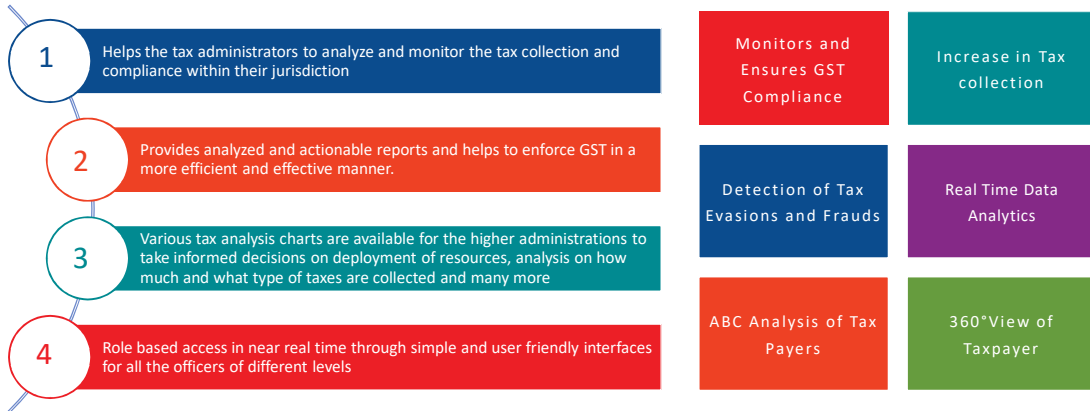 1
Helps the tax administrators to analyze and monitor the tax collection and
compliance within their jurisdiction
2
Provides analyzed and actionable reports and helps to enforce GST in a
more efficient and effective manner.
3
Various tax analysis charts are available for the higher administrations to
take informed decisions on deployment of resources, analysis on how
much and what type of taxes are collected and many more
4
Role based access in near real time through simple and user friendly interfaces
for all the officers of different levels
Monitors and
Ensures GST
Compliance
Increase in Tax
collection
Detection of Tax
Evasions and Frauds
Real Time Data
Analytics
ABC Analysis of Tax
Payers
360°View of
Taxpayer